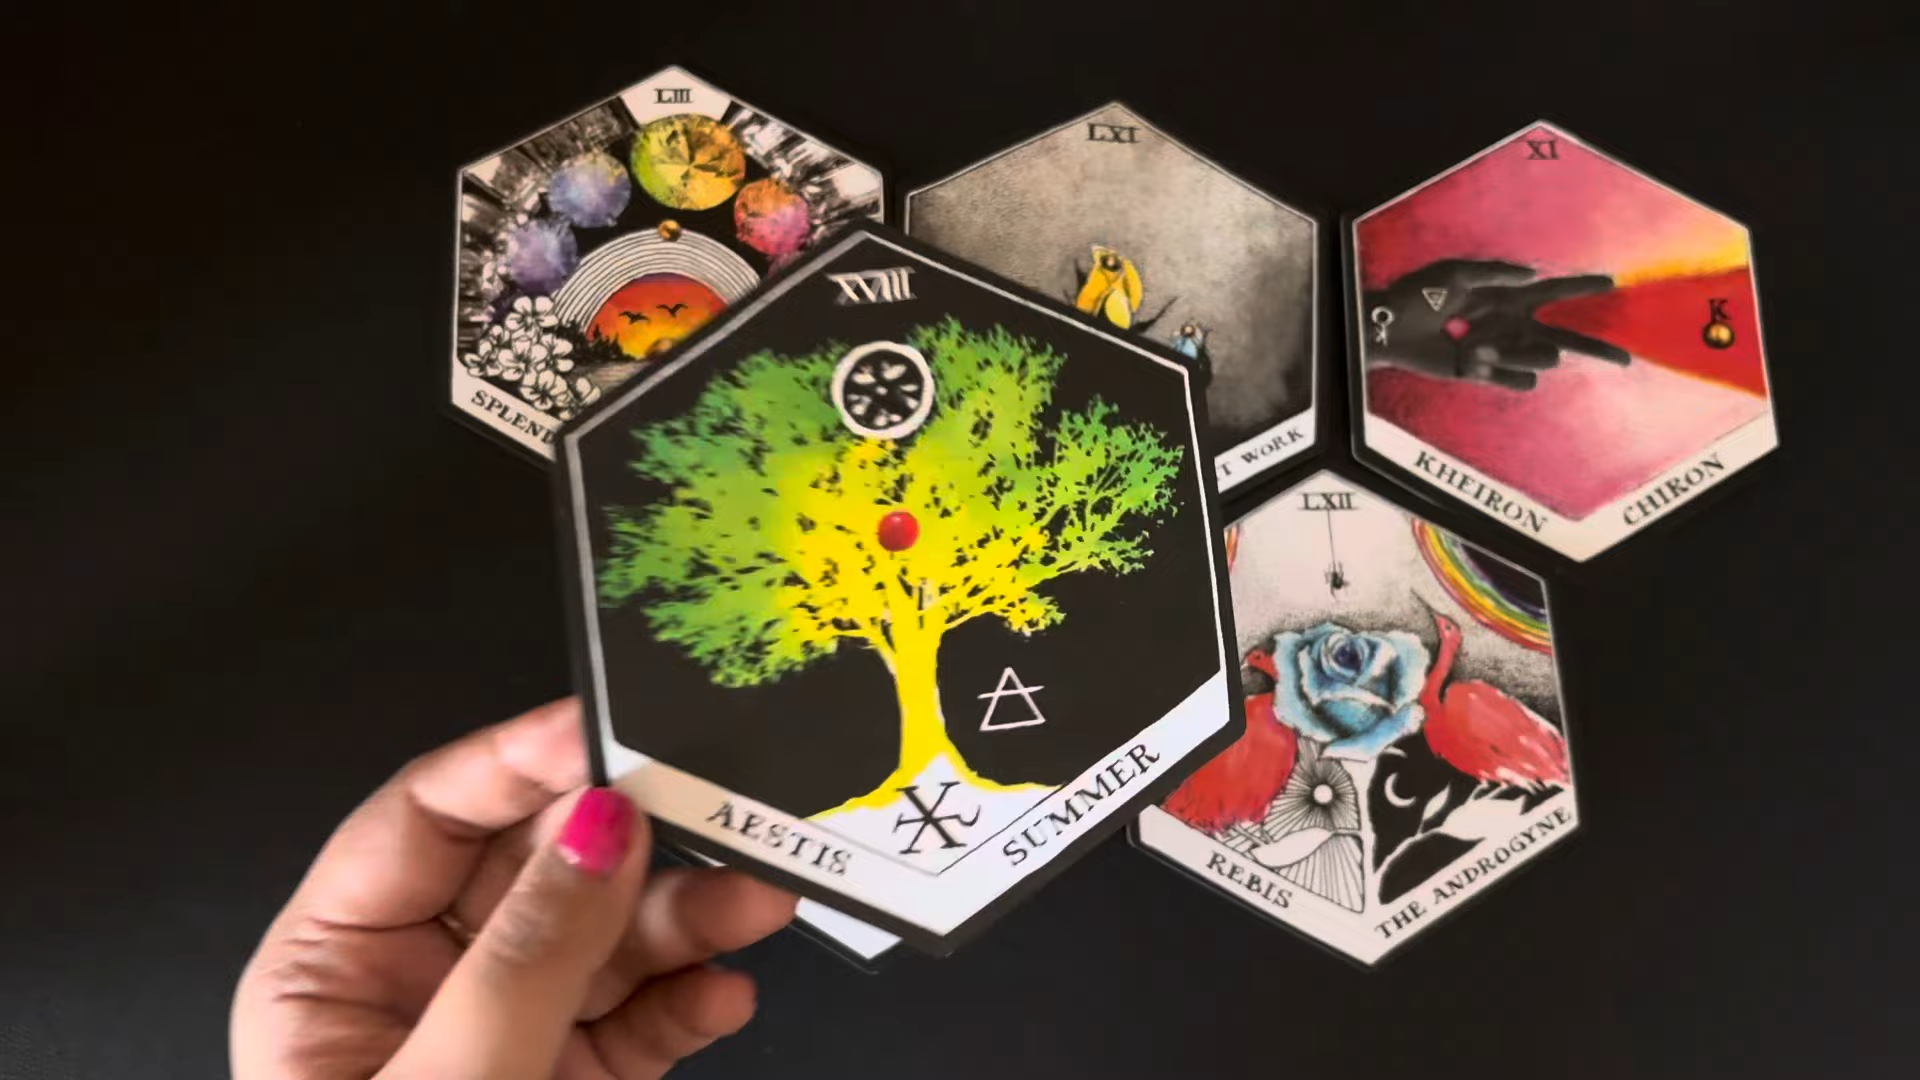 LIII
SPLEND
LXI
T WORK
XI
K
KHEIRON
CHIRON
XVIII
AESTIS
SUMMER
LXII
REBIS
THE ANDROGYNE